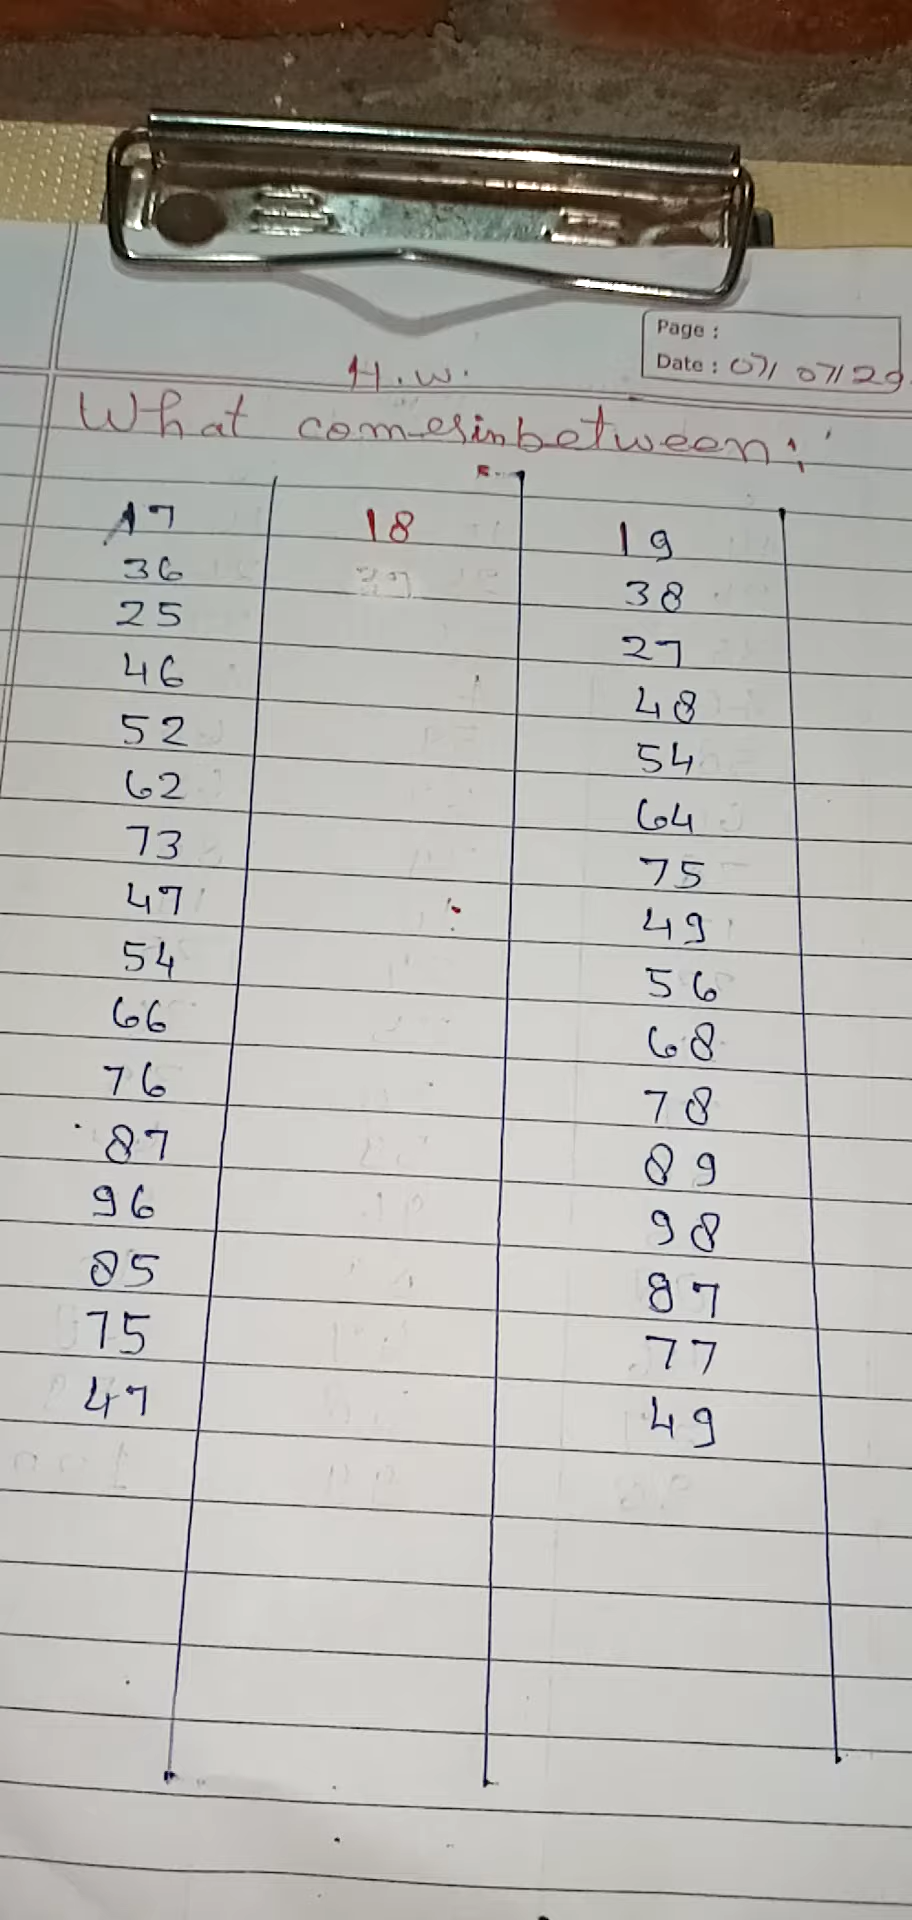 Page :
Date : 07/07/29
H.W.
What comes in between :
17 18 19
36 37 38
25 27
46 48
52 54
62 64
73 75
47 49
54 56
66 68
76 78
87 89
96 98
85 87
75 77
47 49